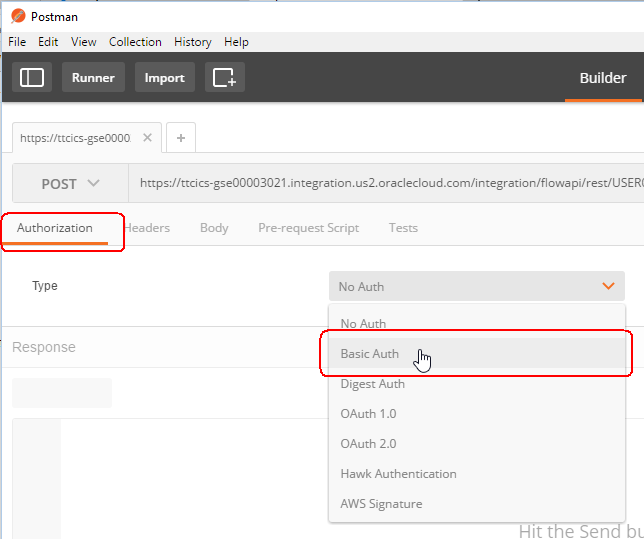 Postman
File Edit View Collection History Help
Runner Import Builder
https://ttcics-gse0000
POST https://ttcics-gse00003021.integration.us2.oraclecloud.com/integration/flowapi/rest/USER
Authorization Headers Body Pre-request Script Tests
Type No Auth
No Auth
Response
Basic Auth
Digest Auth
OAuth 1.0
OAuth 2.0
Hawk Authentication
AWS Signature
Hit the Send bu